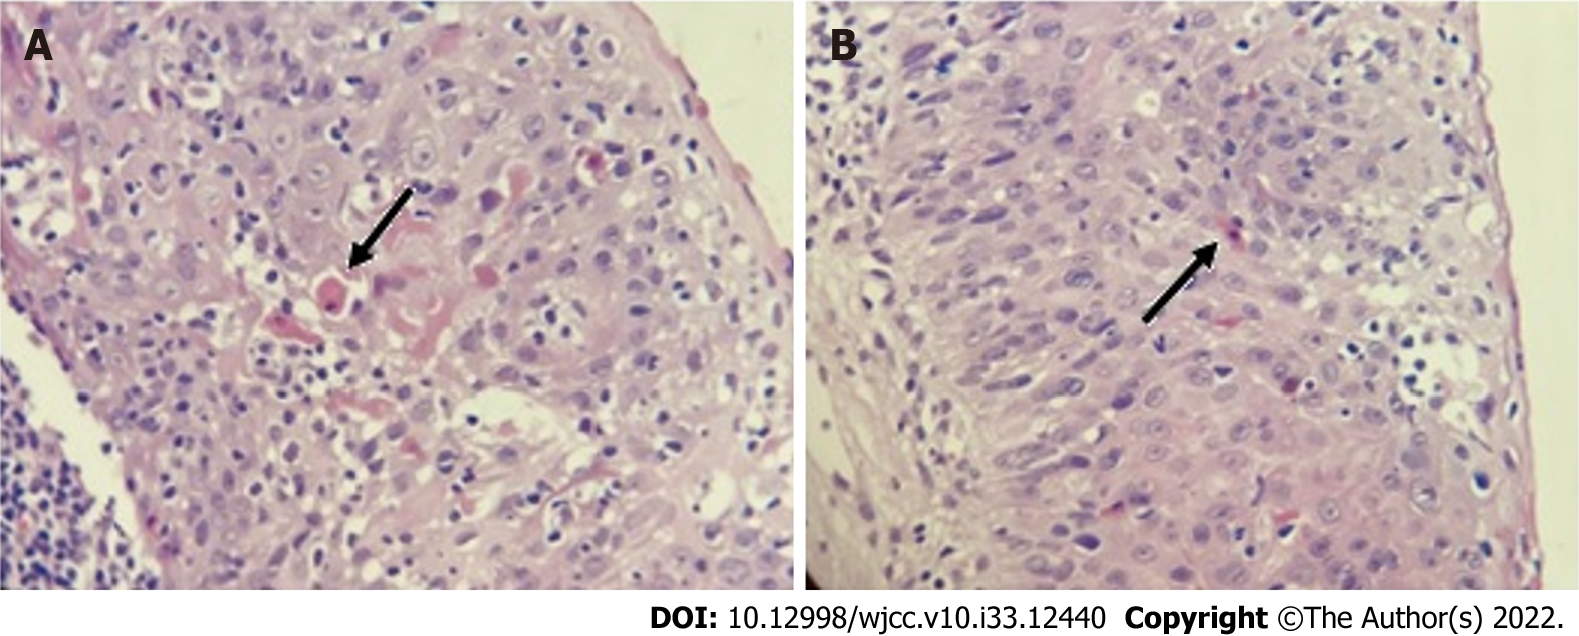 A
B
DOI: 10.12998/wjcc.v10.i33.12440 Copyright ©The Author(s) 2022.